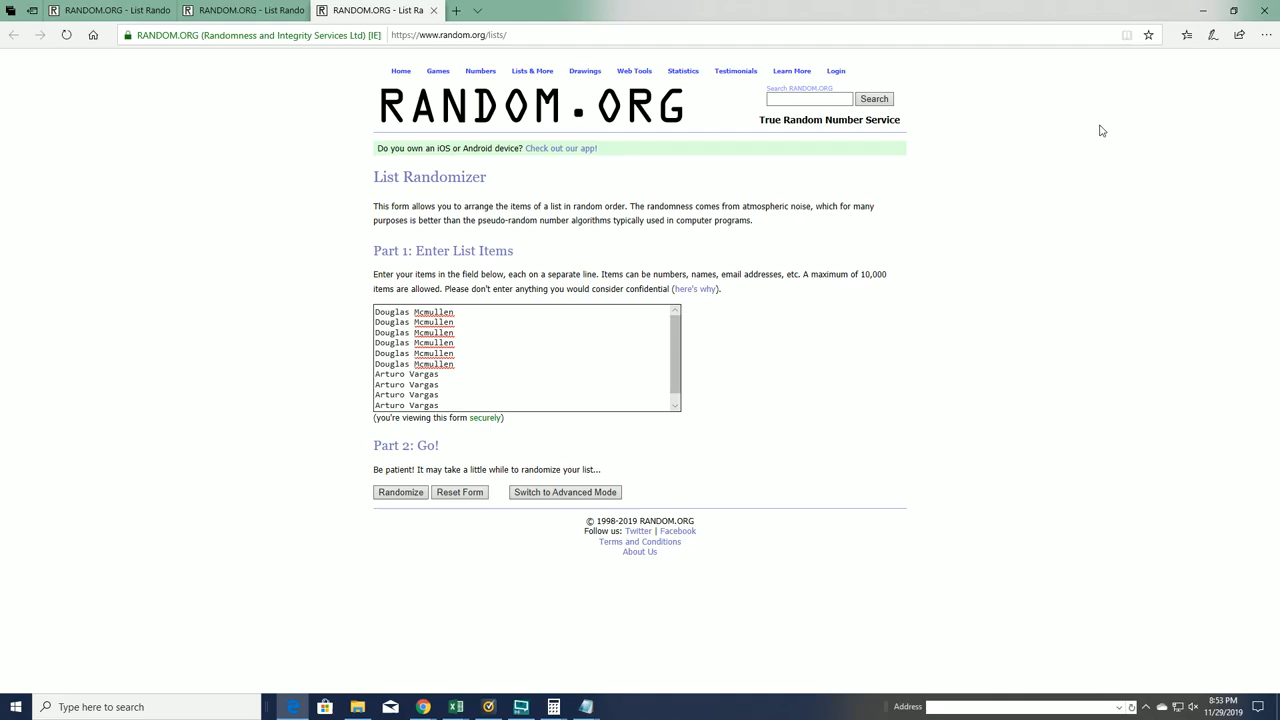 RANDOM.ORG - List Rando
RANDOM.ORG - List Rando
RANDOM.ORG - List Ra
RANDOM.ORG (Randomness and Integrity Services Ltd) [IE]
https://www.random.org/lists/
Home Games Numbers Lists & More Drawings Web Tools Statistics Testimonials Learn More Login
RANDOM.ORG
Search RANDOM.ORG
Search
True Random Number Service
Do you own an iOS or Android device? Check out our app!
List Randomizer
This form allows you to arrange the items of a list in random order. The randomness comes from atmospheric noise, which for many
purposes is better than the pseudo-random number algorithms typically used in computer programs.
Part 1: Enter List Items
Enter your items in the field below, each on a separate line. Items can be numbers, names, email addresses, etc. A maximum of 10,000
items are allowed. Please don't enter anything you would consider confidential (here's why).
Douglas Mcmullen
Douglas Mcmullen
Douglas Mcmullen
Douglas Mcmullen
Douglas Mcmullen
Douglas Mcmullen
Arturo Vargas
Arturo Vargas
Arturo Vargas
Arturo Vargas
(you're viewing this form securely)
Part 2: Go!
Be patient! It may take a little while to randomize your list...
Randomize Reset Form Switch to Advanced Mode
© 1998-2019 RANDOM.ORG
Follow us: Twitter | Facebook
Terms and Conditions
About Us
Type here to search
Address
8:53 PM
11/29/2019